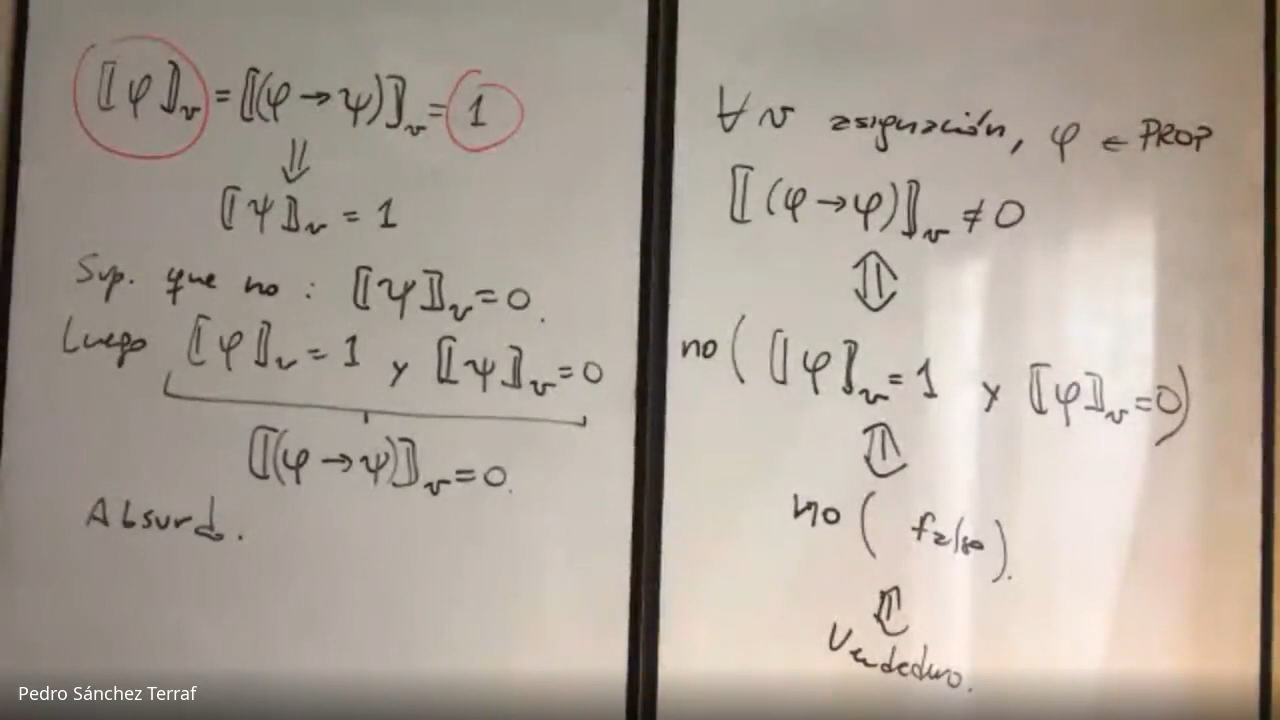 ⟦φ⟧v = ⟦(φ → ψ)⟧v = 1
⇓
⟦ψ⟧v = 1
Sup. que no : ⟦ψ⟧v = 0.
Luego ⟦φ⟧v = 1 y ⟦ψ⟧v = 0
⟦(φ → ψ)⟧v = 0.
Absurdo.
∀ v asignación, φ ∈ PROP
⟦(φ → φ)⟧v ≠ 0
⇕
no ( ⟦φ⟧v = 1 y ⟦φ⟧v = 0)
⇕
no ( falso).
⇕
Verdadero.
Pedro Sánchez Terraf